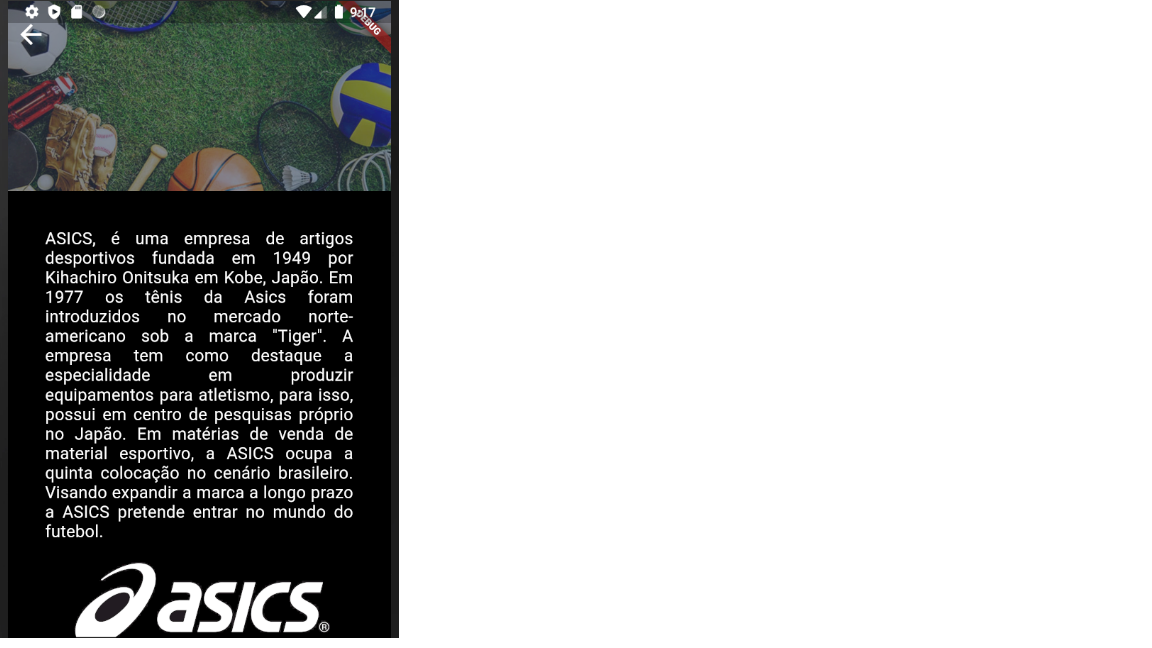 9:17
DEBUG
ASICS, é uma empresa de artigos
desportivos fundada em 1949 por
Kihachiro Onitsuka em Kobe, Japão. Em
1977 os tênis da Asics foram
introduzidos no mercado norte-
americano sob a marca "Tiger". A
empresa tem como destaque a
especialidade em produzir
equipamentos para atletismo, para isso,
possui em centro de pesquisas próprio
no Japão. Em matérias de venda de
material esportivo, a ASICS ocupa a
quinta colocação no cenário brasileiro.
Visando expandir a marca a longo prazo
a ASICS pretende entrar no mundo do
futebol.
asics®